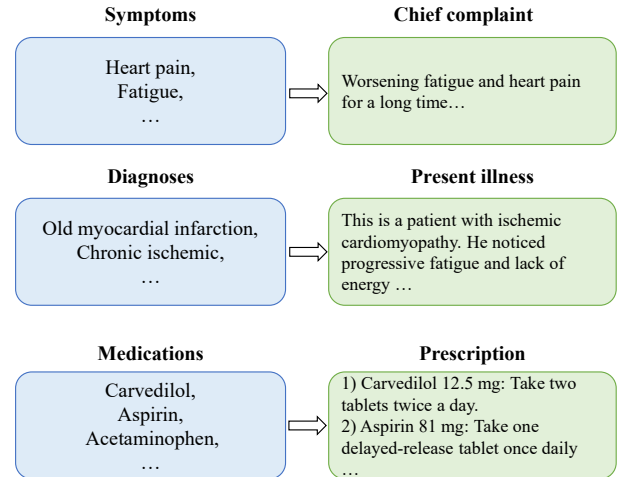 Symptoms
Heart pain,
Fatigue,
…
Chief complaint
Worsening fatigue and heart pain
for a long time…
Diagnoses
Old myocardial infarction,
Chronic ischemic,
…
Present illness
This is a patient with ischemic
cardiomyopathy. He noticed
progressive fatigue and lack of
energy …
Medications
Carvedilol,
Aspirin,
Acetaminophen,
…
Prescription
1) Carvedilol 12.5 mg: Take two
tablets twice a day.
2) Aspirin 81 mg: Take one
delayed-release tablet once daily
…